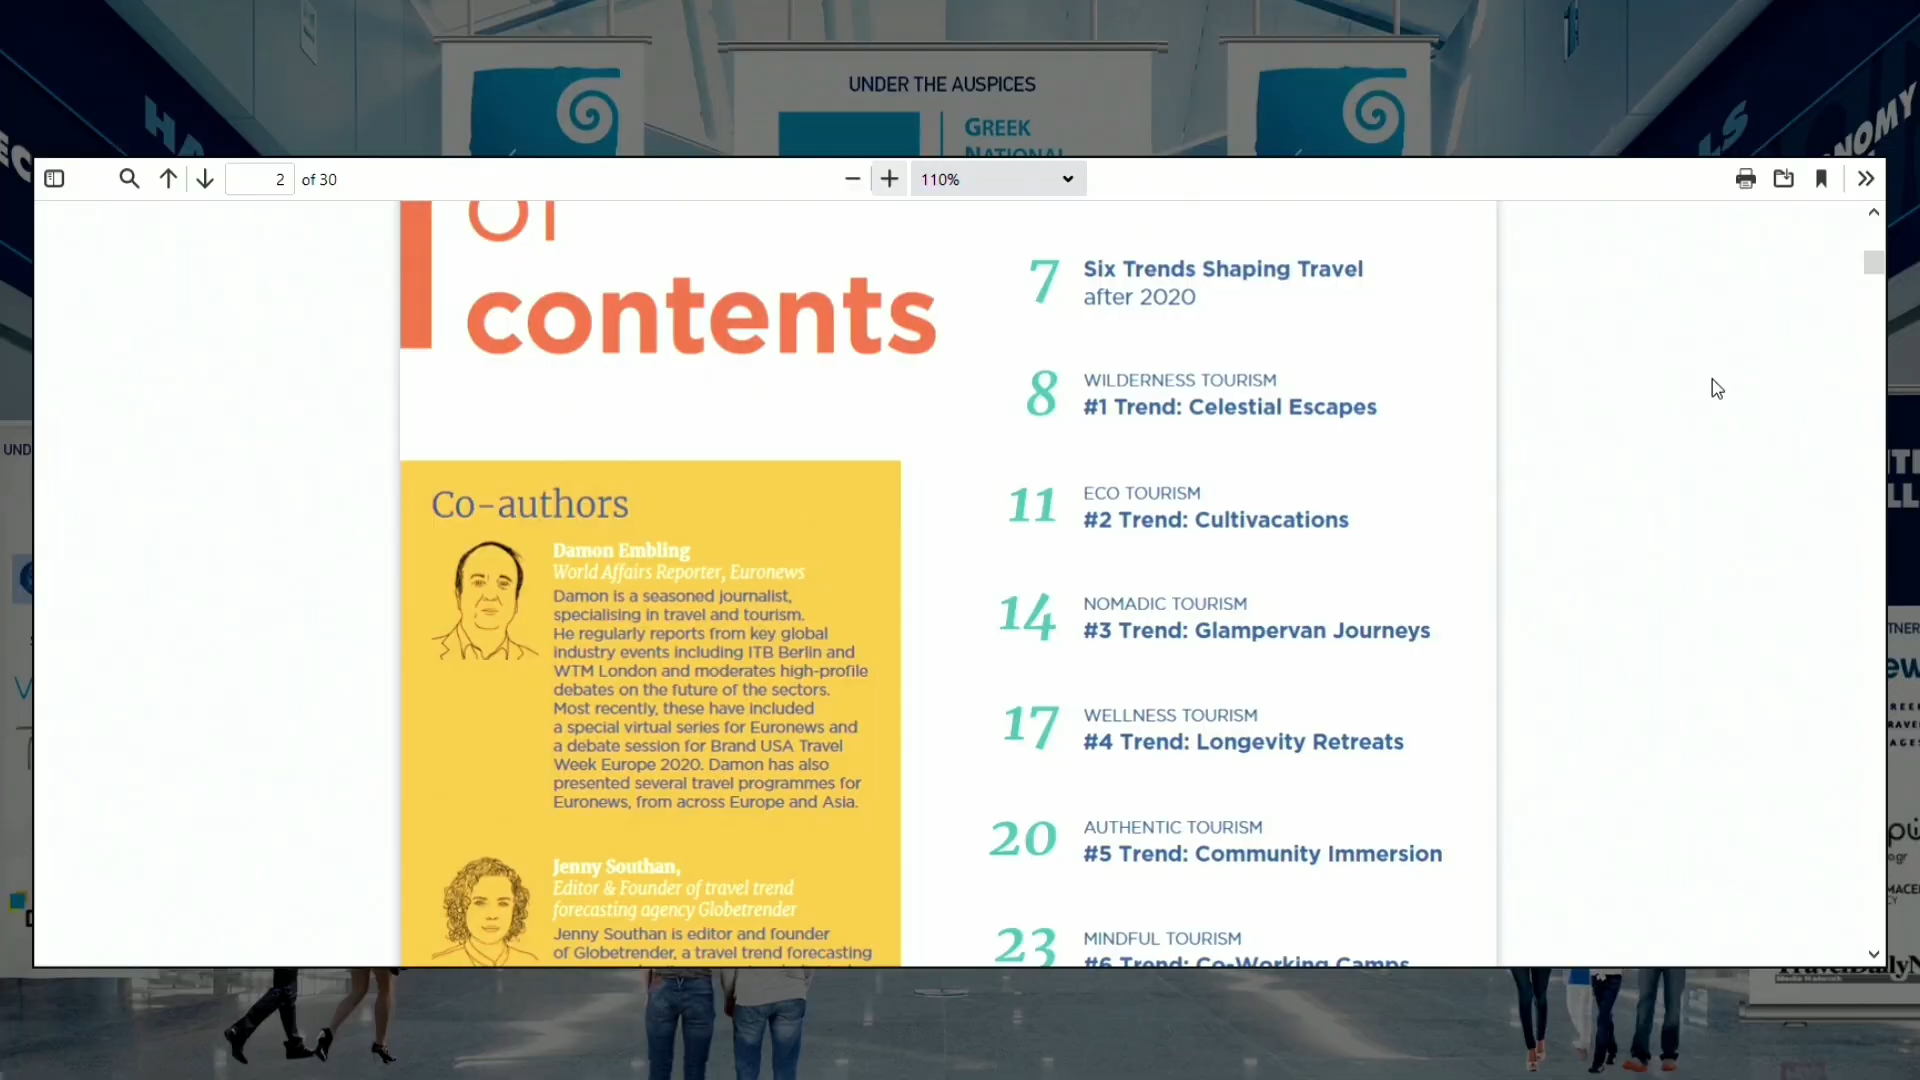 UNDER THE AUSPICES
GREEK
NATIONAL
2 of 30
110%
of
contents
7 Six Trends Shaping Travel
after 2020
8 WILDERNESS TOURISM
#1 Trend: Celestial Escapes
11 ECO TOURISM
#2 Trend: Cultivacations
14 NOMADIC TOURISM
#3 Trend: Glampervan Journeys
17 WELLNESS TOURISM
#4 Trend: Longevity Retreats
20 AUTHENTIC TOURISM
#5 Trend: Community Immersion
23 MINDFUL TOURISM
#6 Trend: Co-Working Camps
Co-authors
Damon Embling
World Affairs Reporter, Euronews
Damon is a seasoned journalist,
specialising in travel and tourism.
He regularly reports from key global
industry events including ITB Berlin and
WTM London and moderates high-profile
debates on the future of the sectors.
Most recently, these have included
a special virtual series for Euronews and
a debate session for Brand USA Travel
Week Europe 2020. Damon has also
presented several travel programmes for
Euronews, from across Europe and Asia.
Jenny Southan,
Editor & Founder of travel trend
forecasting agency Globetrender
Jenny Southan is editor and founder
of Globetrender, a travel trend forecasting